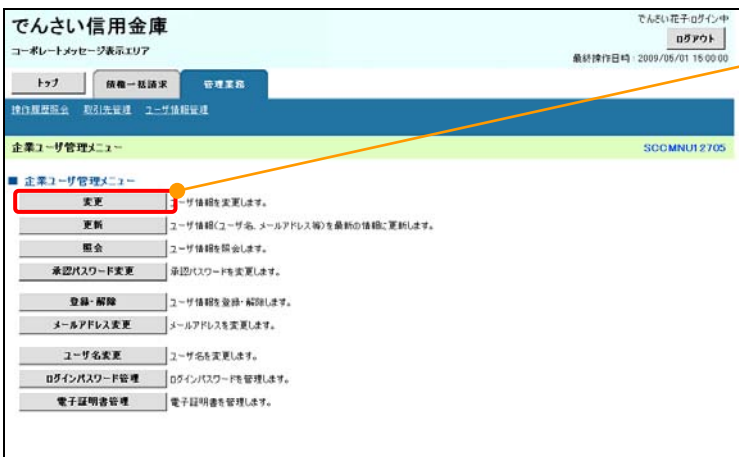 でんさい信用金庫
でんさい花子:ログイン中
コーポレートメッセージ表示エリア
ログアウト
最終操作日時:2009/05/01 15:00:00
トップ 債権一括請求 管理業務
操作履歴照会 取引先管理 ユーザ情報管理
企業ユーザ管理メニュー SCCMNU12705
■ 企業ユーザ管理メニュー
変更 ユーザ情報を変更します。
更新 ユーザ情報(ユーザ名、メールアドレス等)を最新の情報に更新します。
照会 ユーザ情報を照会します。
承認パスワード変更 承認パスワードを変更します。
登録・解除 ユーザ情報を登録・解除します。
メールアドレス変更 メールアドレスを変更します。
ユーザ名変更 ユーザ名を変更します。
ログインパスワード管理 ログインパスワードを管理します。
電子証明書管理 電子証明書を管理します。